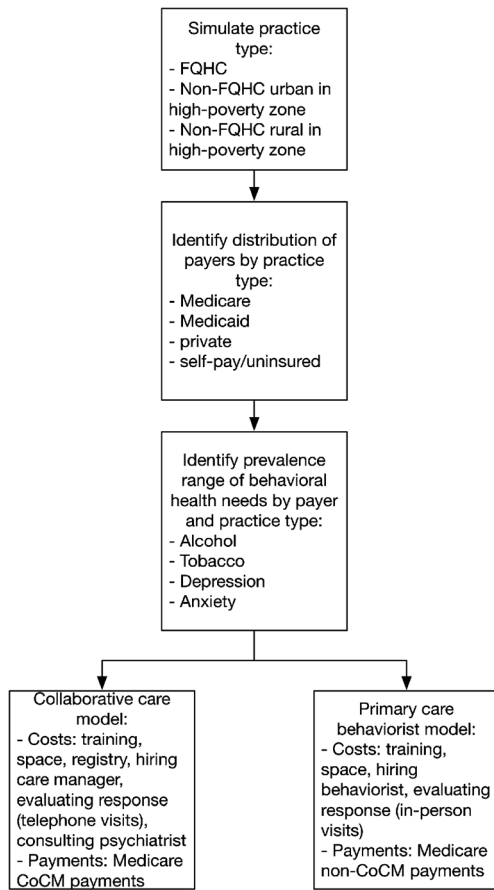 Simulate practice
type:
- FQHC
- Non-FQHC urban in
high-poverty zone
- Non-FQHC rural in
high-poverty zone
Identify distribution of
payers by practice
type:
- Medicare
- Medicaid
- private
- self-pay/uninsured
Identify prevalence
range of behavioral
health needs by payer
and practice type:
- Alcohol
- Tobacco
- Depression
- Anxiety
Collaborative care
model:
- Costs: training,
space, registry, hiring
care manager,
evaluating response
(telephone visits),
consulting psychiatrist
- Payments: Medicare
CoCM payments
Primary care
behaviorist model:
- Costs: training,
space, hiring
behaviorist, evaluating
response (in-person
visits)
- Payments: Medicare
non-CoCM payments